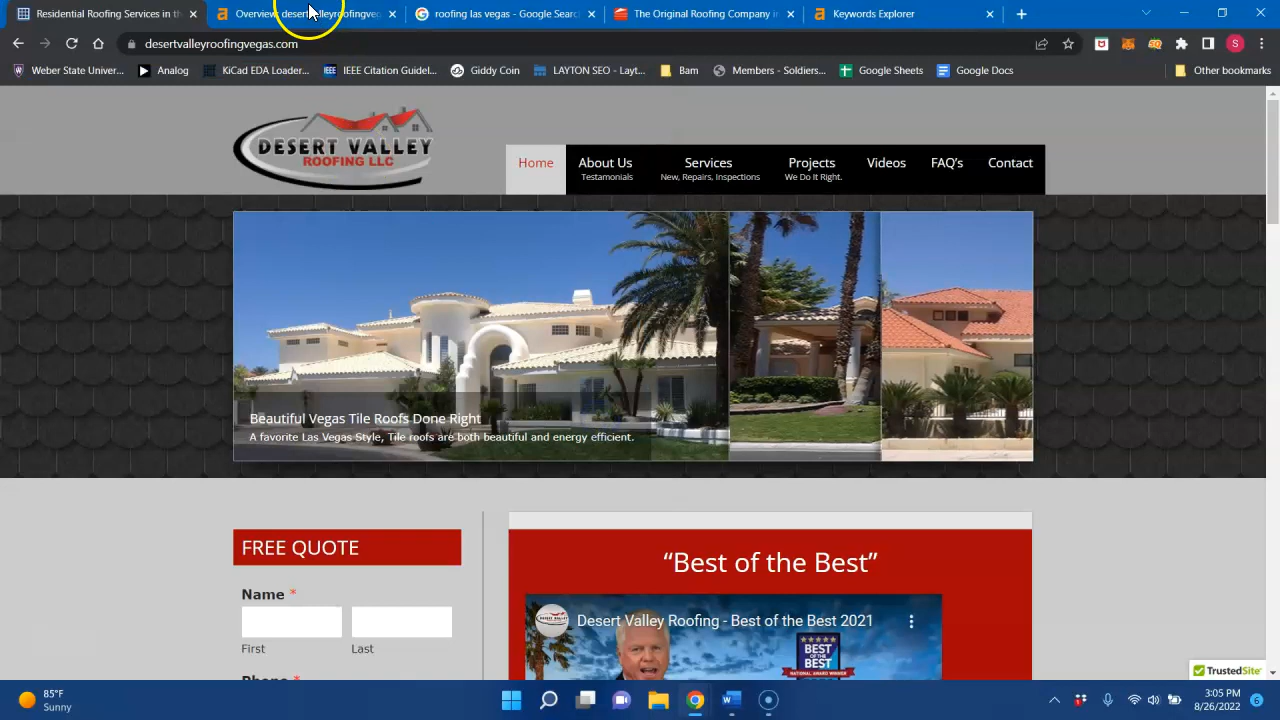 Residential Roofing Services in th
Overview: desertvalleyroofingveg
roofing las vegas - Google Searc
The Original Roofing Company in
Keywords Explorer
desertvalleyroofingvegas.com
Weber State Univer...
Analog
KiCad EDA Loader...
IEEE Citation Guidel...
Giddy Coin
LAYTON SEO - Layt...
Bam
Members - Soldiers...
Google Sheets
Google Docs
Other bookmarks
DESERT VALLEY
ROOFING LLC
Home
About Us
Testamonials
Services
New, Repairs, Inspections
Projects
We Do It Right.
Videos
FAQ's
Contact
Beautiful Vegas Tile Roofs Done Right
A favorite Las Vegas Style, Tile roofs are both beautiful and energy efficient.
FREE QUOTE
Name *
First
Last
Phone *
“Best of the Best”
Desert Valley Roofing - Best of the Best 2021
BEST
OF THE
BEST
TrustedSite
85°F
Sunny
3:05 PM
8/26/2022
6